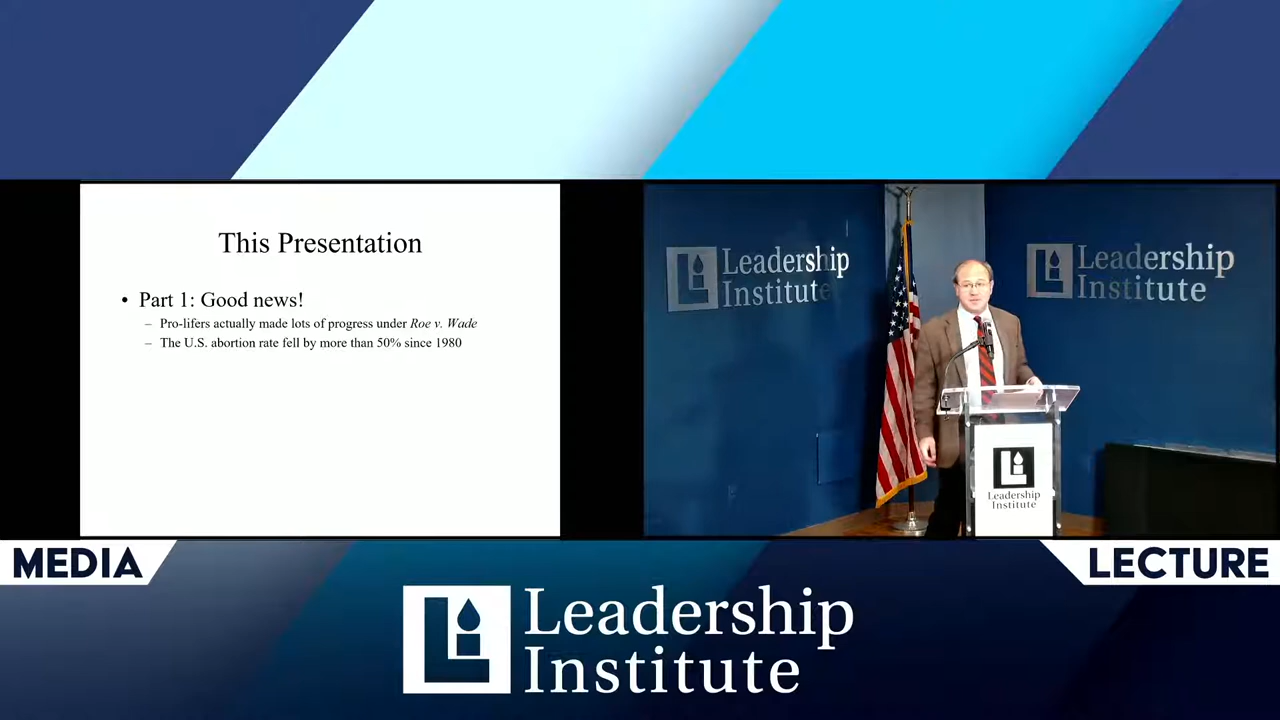 This Presentation
• Part 1: Good news!
– Pro-lifers actually made lots of progress under Roe v. Wade
– The U.S. abortion rate fell by more than 50% since 1980
Leadership
Institute
Leadership
Institute
Leadership
Institute
MEDIA
LECTURE
Leadership
Institute